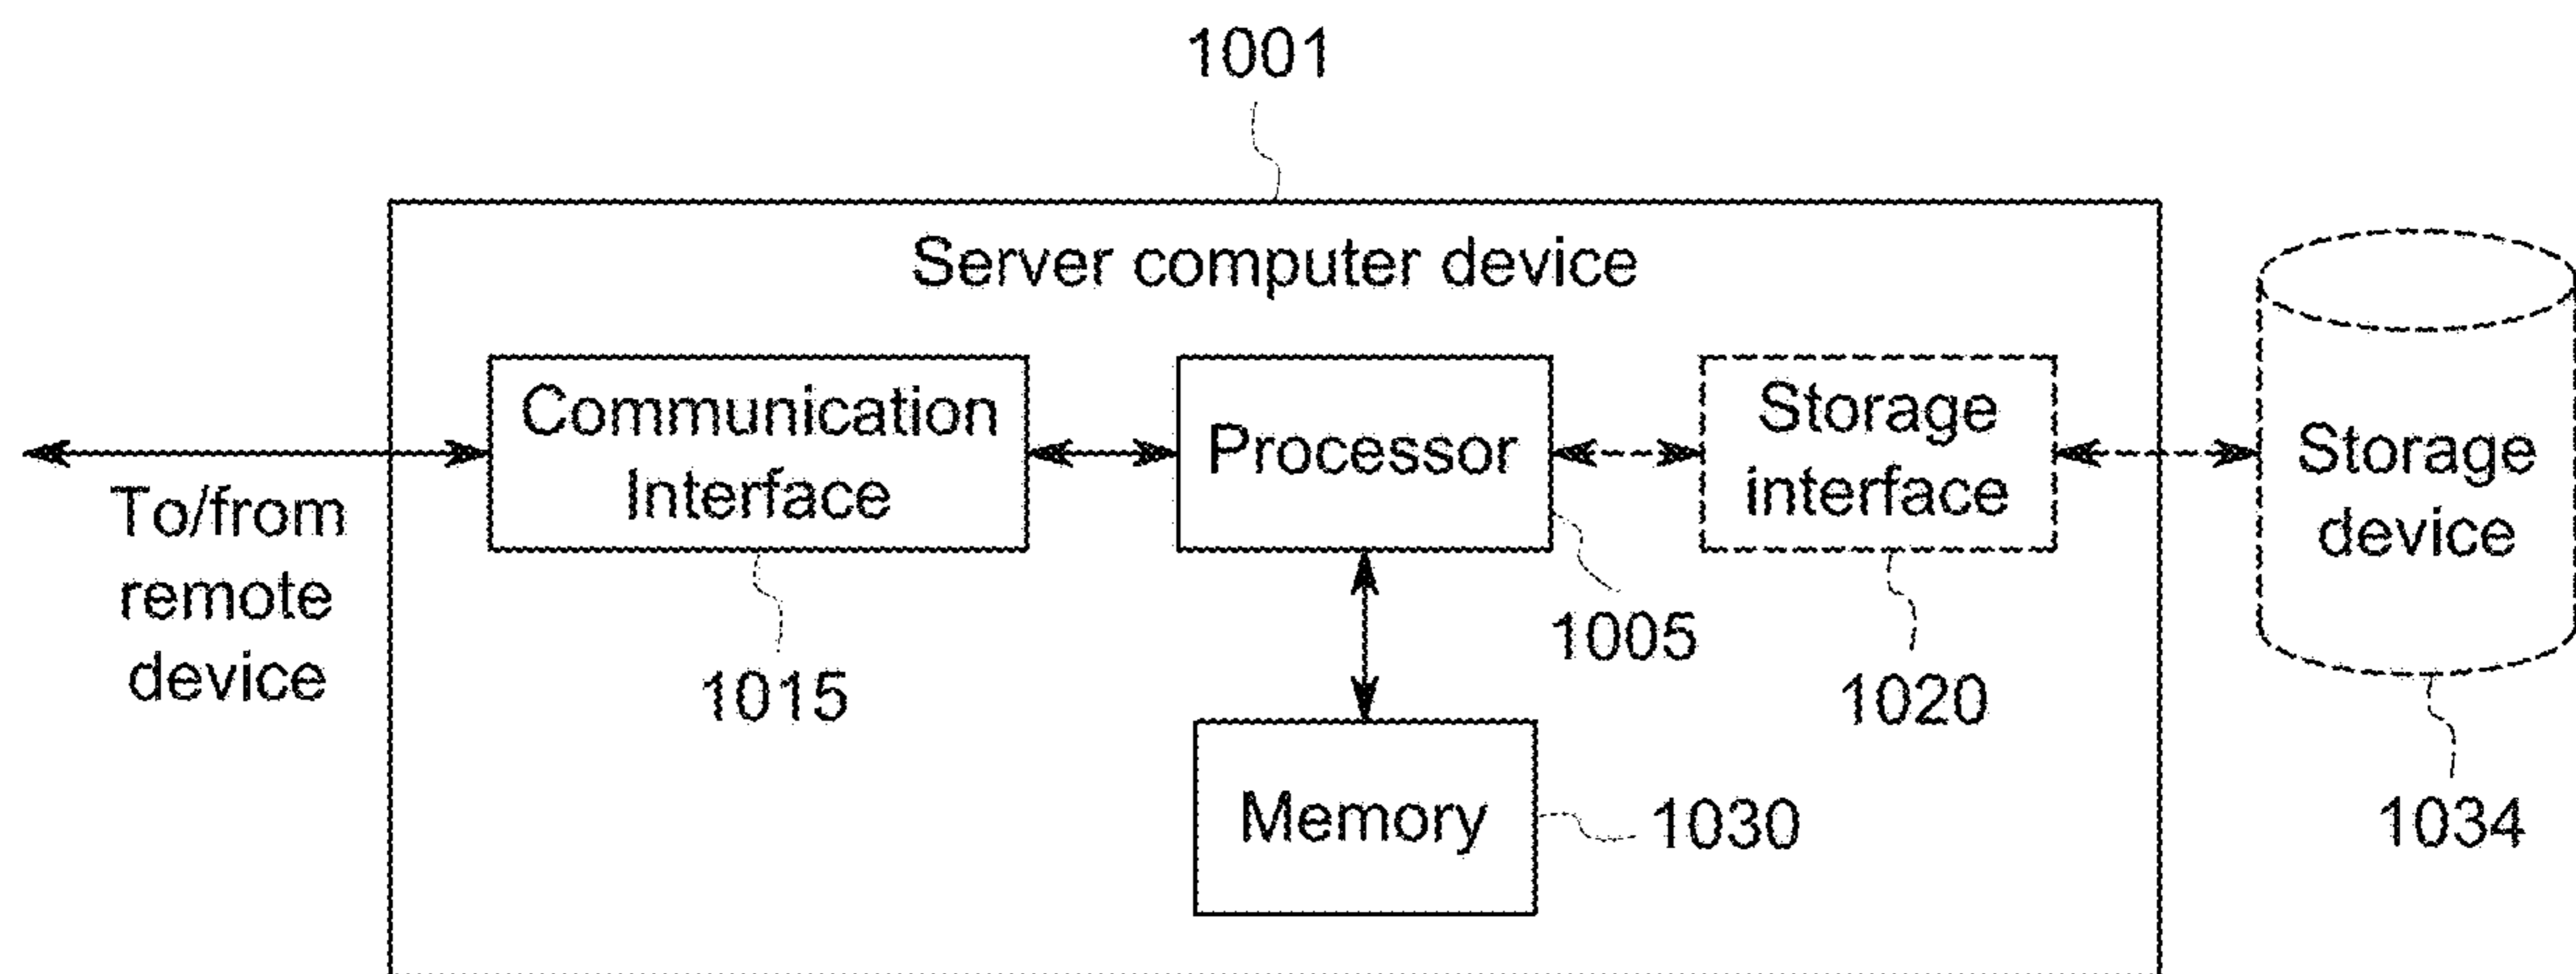 1001
Server computer device
Communication
Interface
Processor
Storage
interface
Storage
device
To/from
remote
device
1015
1005
1020
Memory
1030
1034